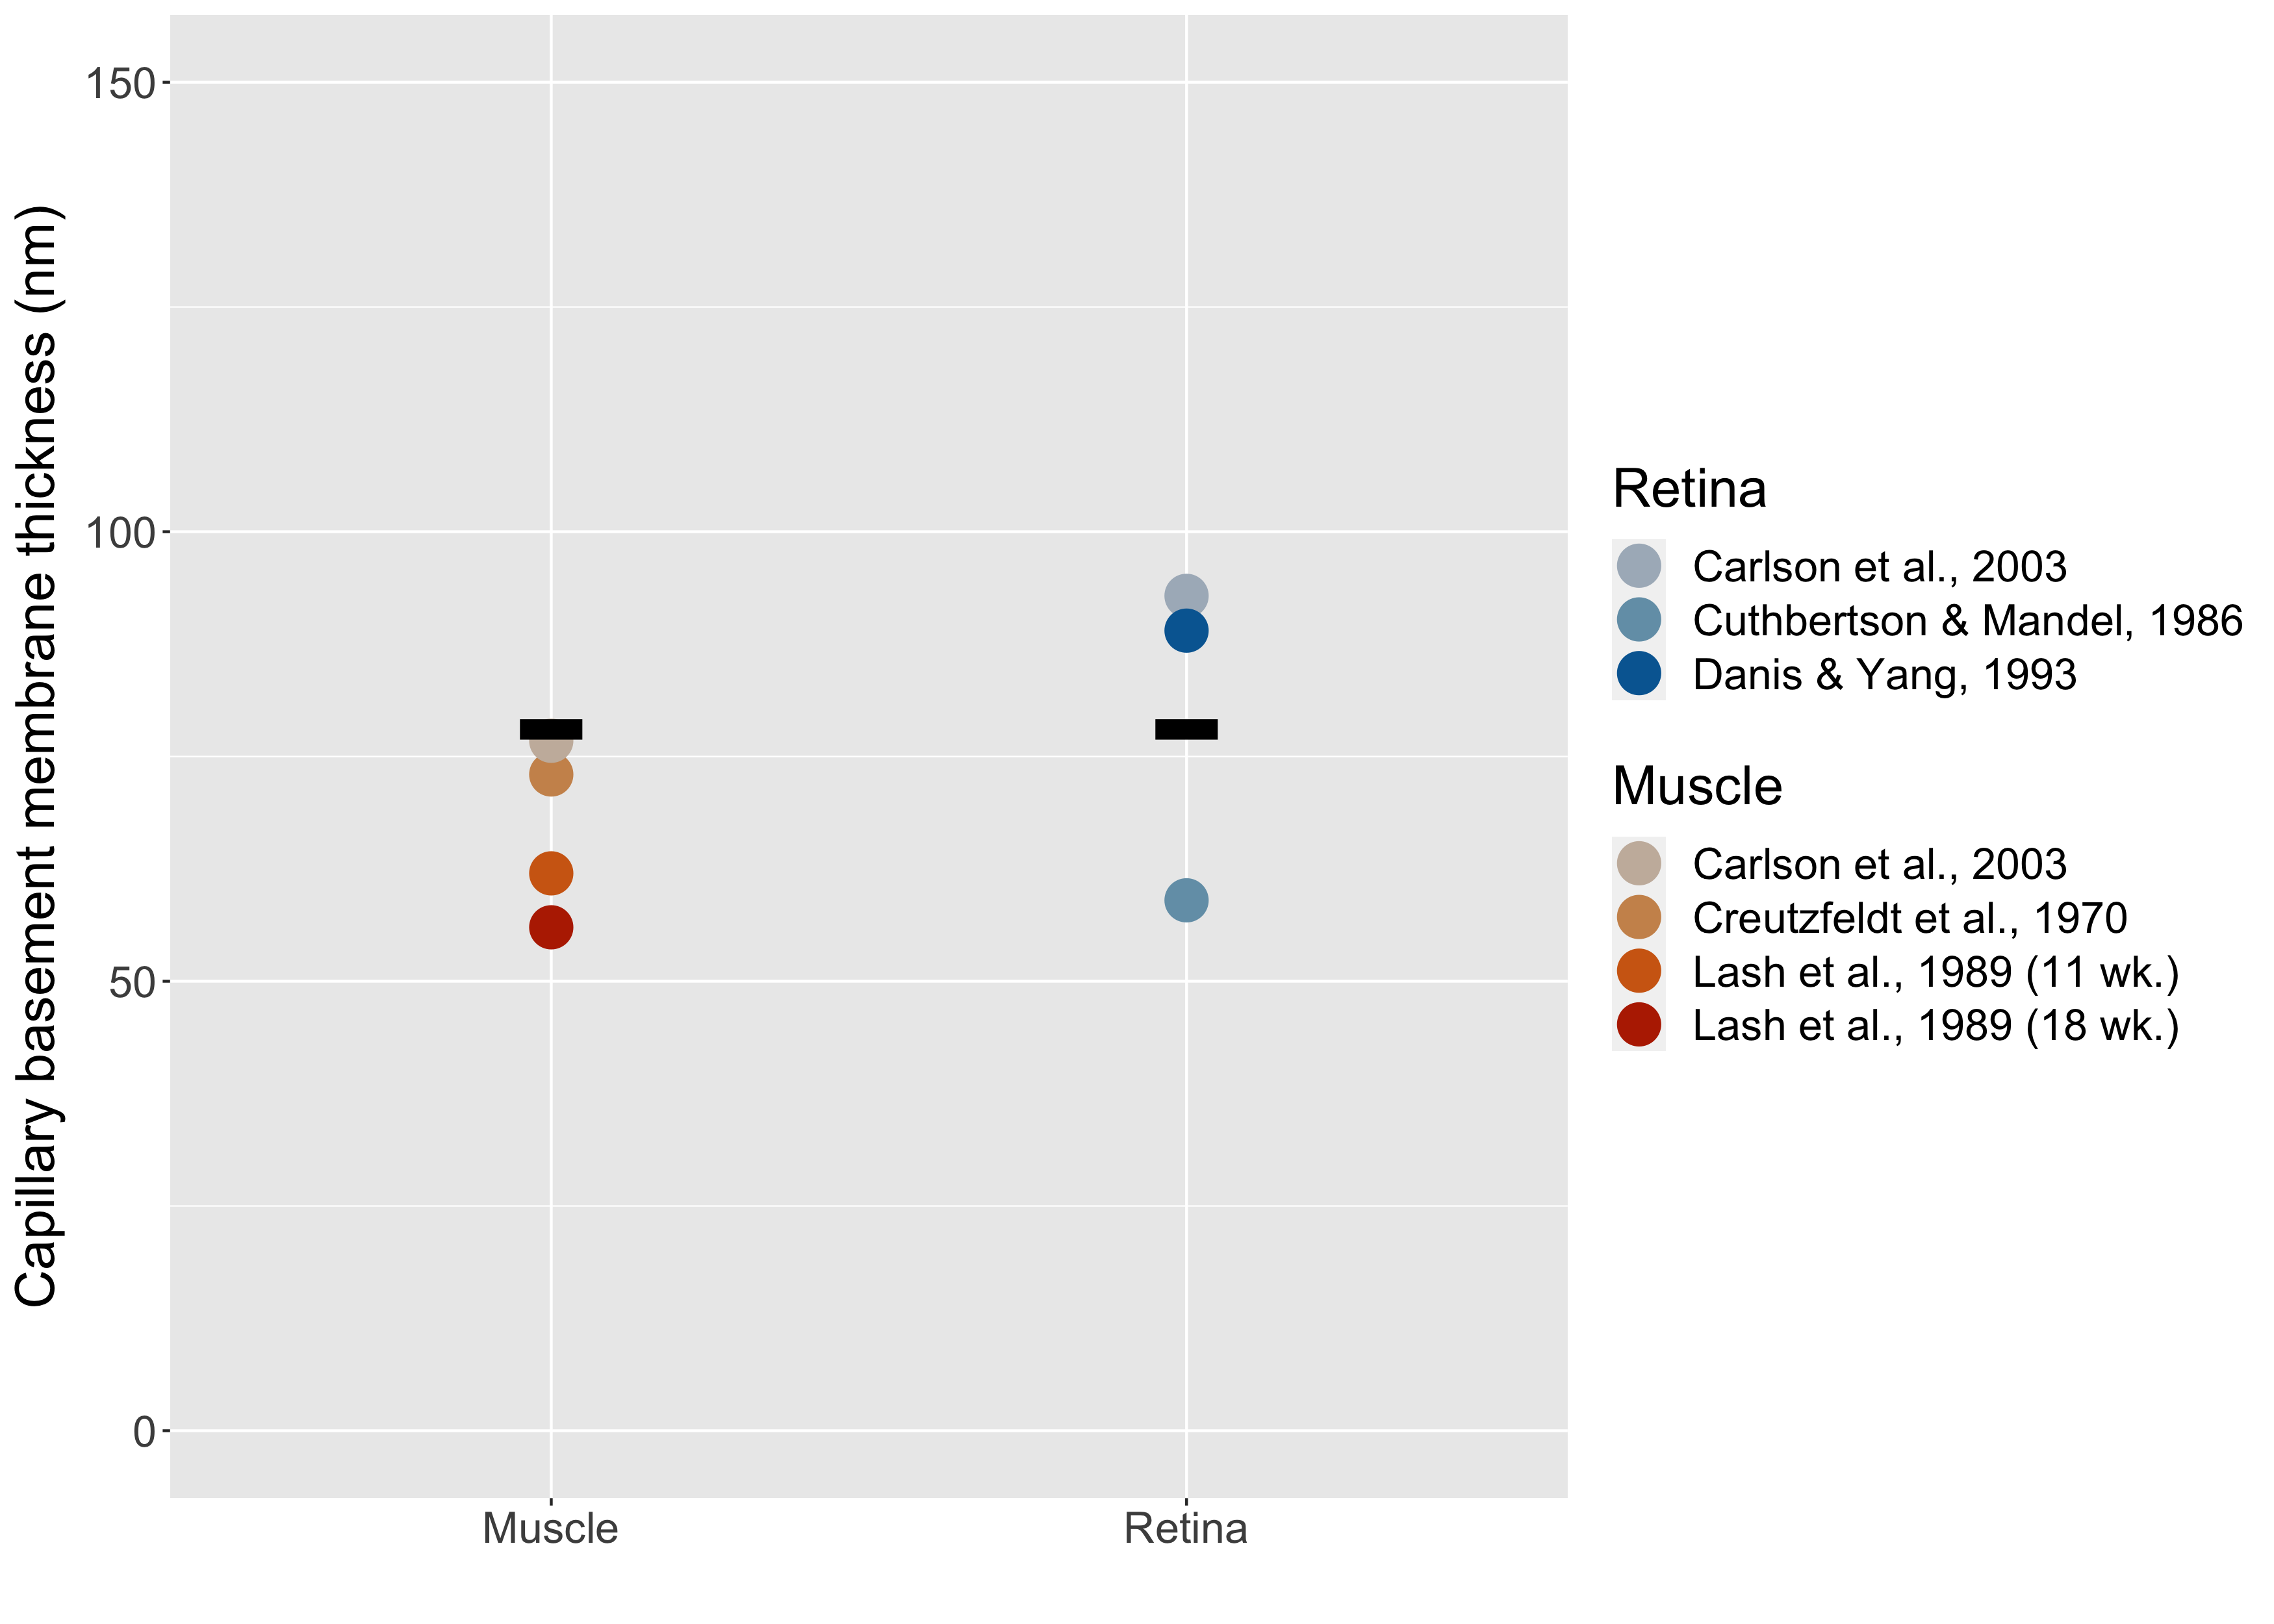 Capillary basement membrane thickness (nm)
150
100
50
0
Muscle
Retina
Retina
Carlson et al., 2003
Cuthbertson & Mandel, 1986
Danis & Yang, 1993
Muscle
Carlson et al., 2003
Creutzfeldt et al., 1970
Lash et al., 1989 (11 wk.)
Lash et al., 1989 (18 wk.)